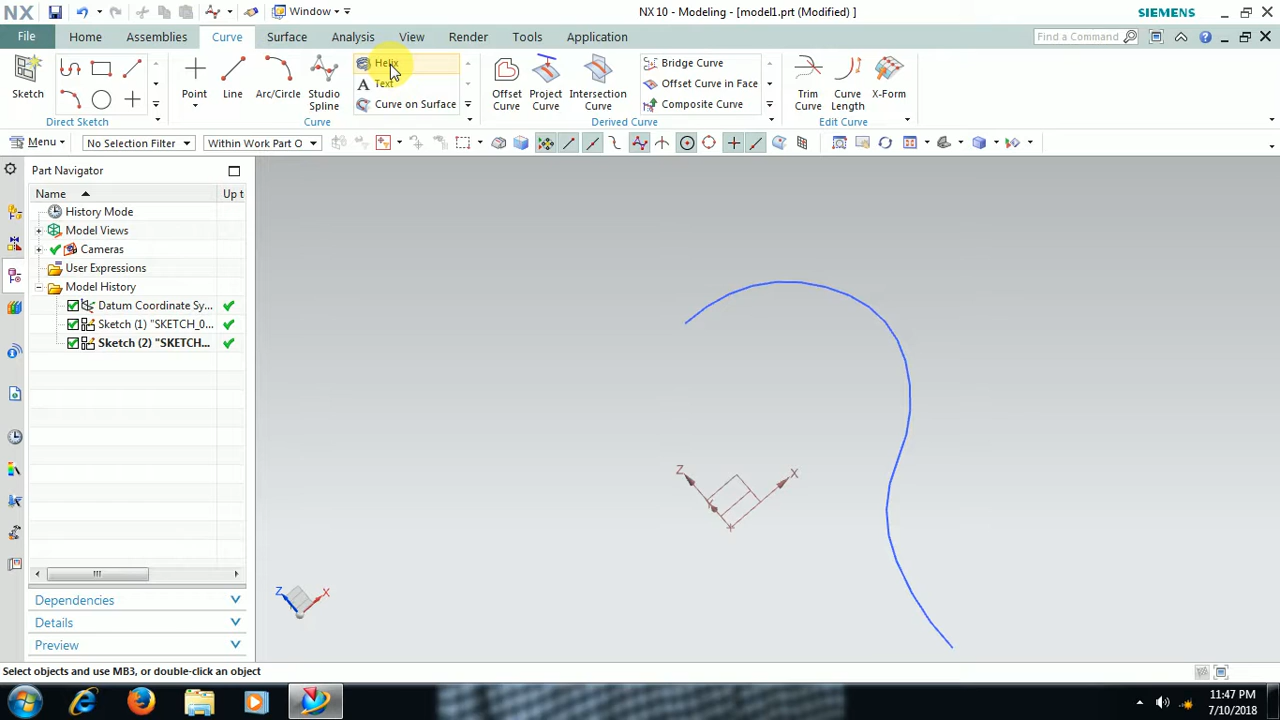 NX
Window
NX 10 - Modeling - [model1.prt (Modified) ]
SIEMENS
File
Home
Assemblies
Curve
Surface
Analysis
View
Render
Tools
Application
Find a Command
Sketch
Direct Sketch
Point
Line
Arc/Circle
Studio
Spline
Helix
Text
Curve on Surface
Curve
Offset
Curve
Project
Curve
Intersection
Curve
Bridge Curve
Offset Curve in Face
Composite Curve
Derived Curve
Trim
Curve
Curve
Length
X-Form
Edit Curve
Menu
No Selection Filter
Within Work Part O
Part Navigator
Name
Up t
History Mode
Model Views
Cameras
User Expressions
Model History
Datum Coordinate Sy...
Sketch (1) "SKETCH_0...
Sketch (2) "SKETCH...
Dependencies
Details
Preview
Z
X
Y
Z
X
Select objects and use MB3, or double-click an object
11:47 PM
7/10/2018